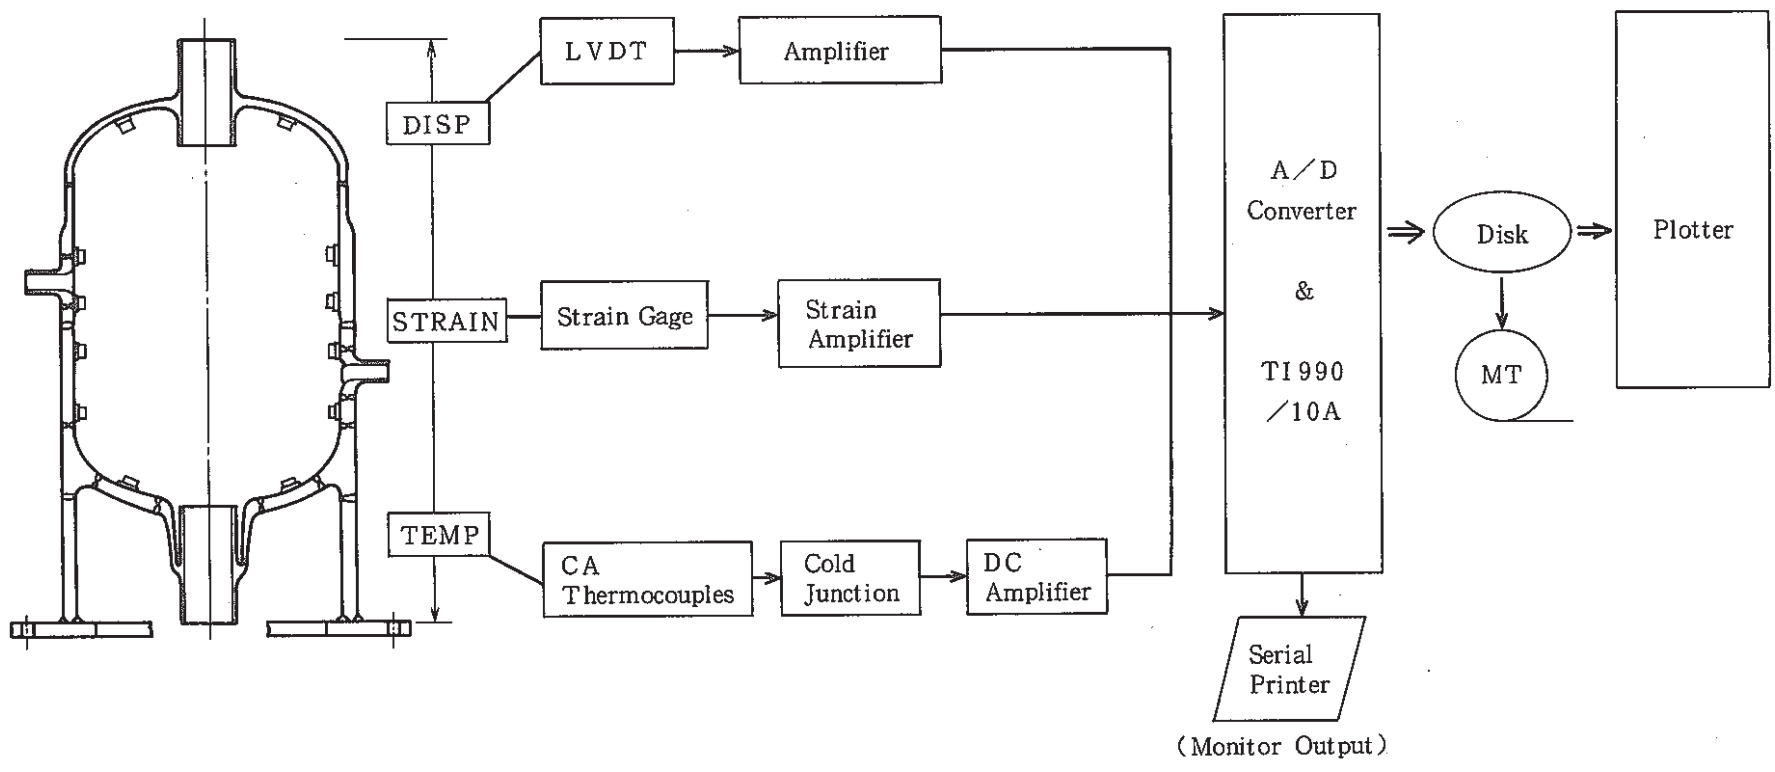 LVDT
Amplifier
DISP
A/D
Converter
&
TI990
/10A
Disk
Plotter
STRAIN
Strain Gage
Strain
Amplifier
MT
TEMP
CA
Thermocouples
Cold
Junction
DC
Amplifier
Serial
Printer
(Monitor Output)